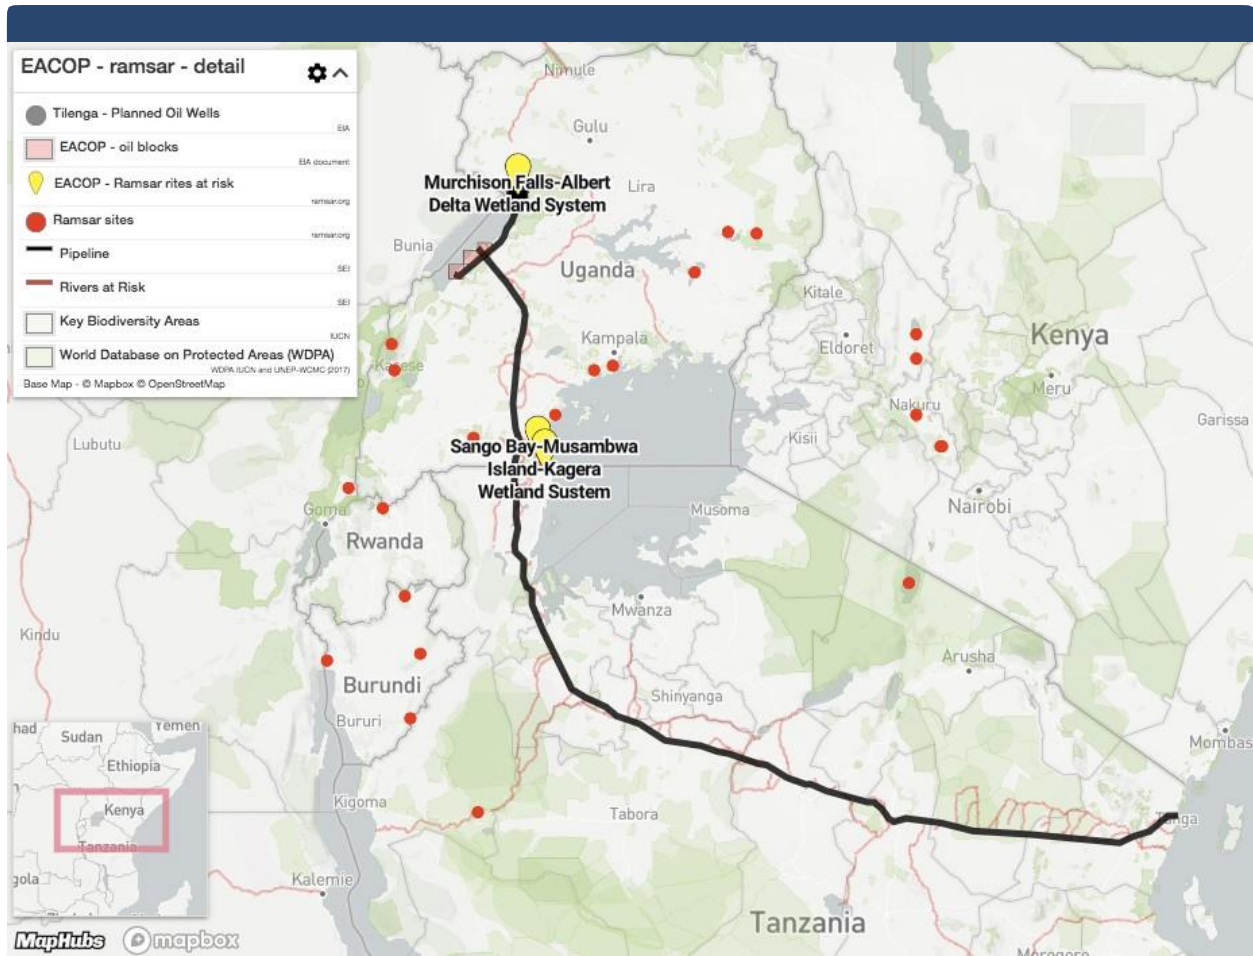 EACOP - ramsar - detail
Tilenga - Planned Oil Wells
EIA
EACOP - oil blocks
EIA document
EACOP - Ramsar rites at risk
ramsar.org
Ramsar sites
ramsar.org
Pipeline
SEI
Rivers at Risk
SEI
Key Biodiversity Areas
IUCN
World Database on Protected Areas (WDPA)
WDPA IUCN and UNEP-WCMC (2017)
Base Map - © Mapbox © OpenStreetMap
Nimule
Gulu
Murchison Falls-Albert
Delta Wetland System
Lira
Bunia
Uganda
Kitale
Kampala
Eldoret
Kenya
Kasese
Meru
Nakuru
Garissa
Lubutu
Kisii
Sango Bay-Musambwa
Island-Kagera
Wetland Sustem
Goma
Musoma
Nairobi
Rwanda
Mwanza
Kindu
Arusha
Burundi
Shinyanga
Bururi
Mombas
Kigoma
Tabora
Tanga
Kalemie
Tanzania
Morogoro
had
Sudan
Yemen
Ethiopia
Kenya
Tanzania
gola
MapHubs
mapbox